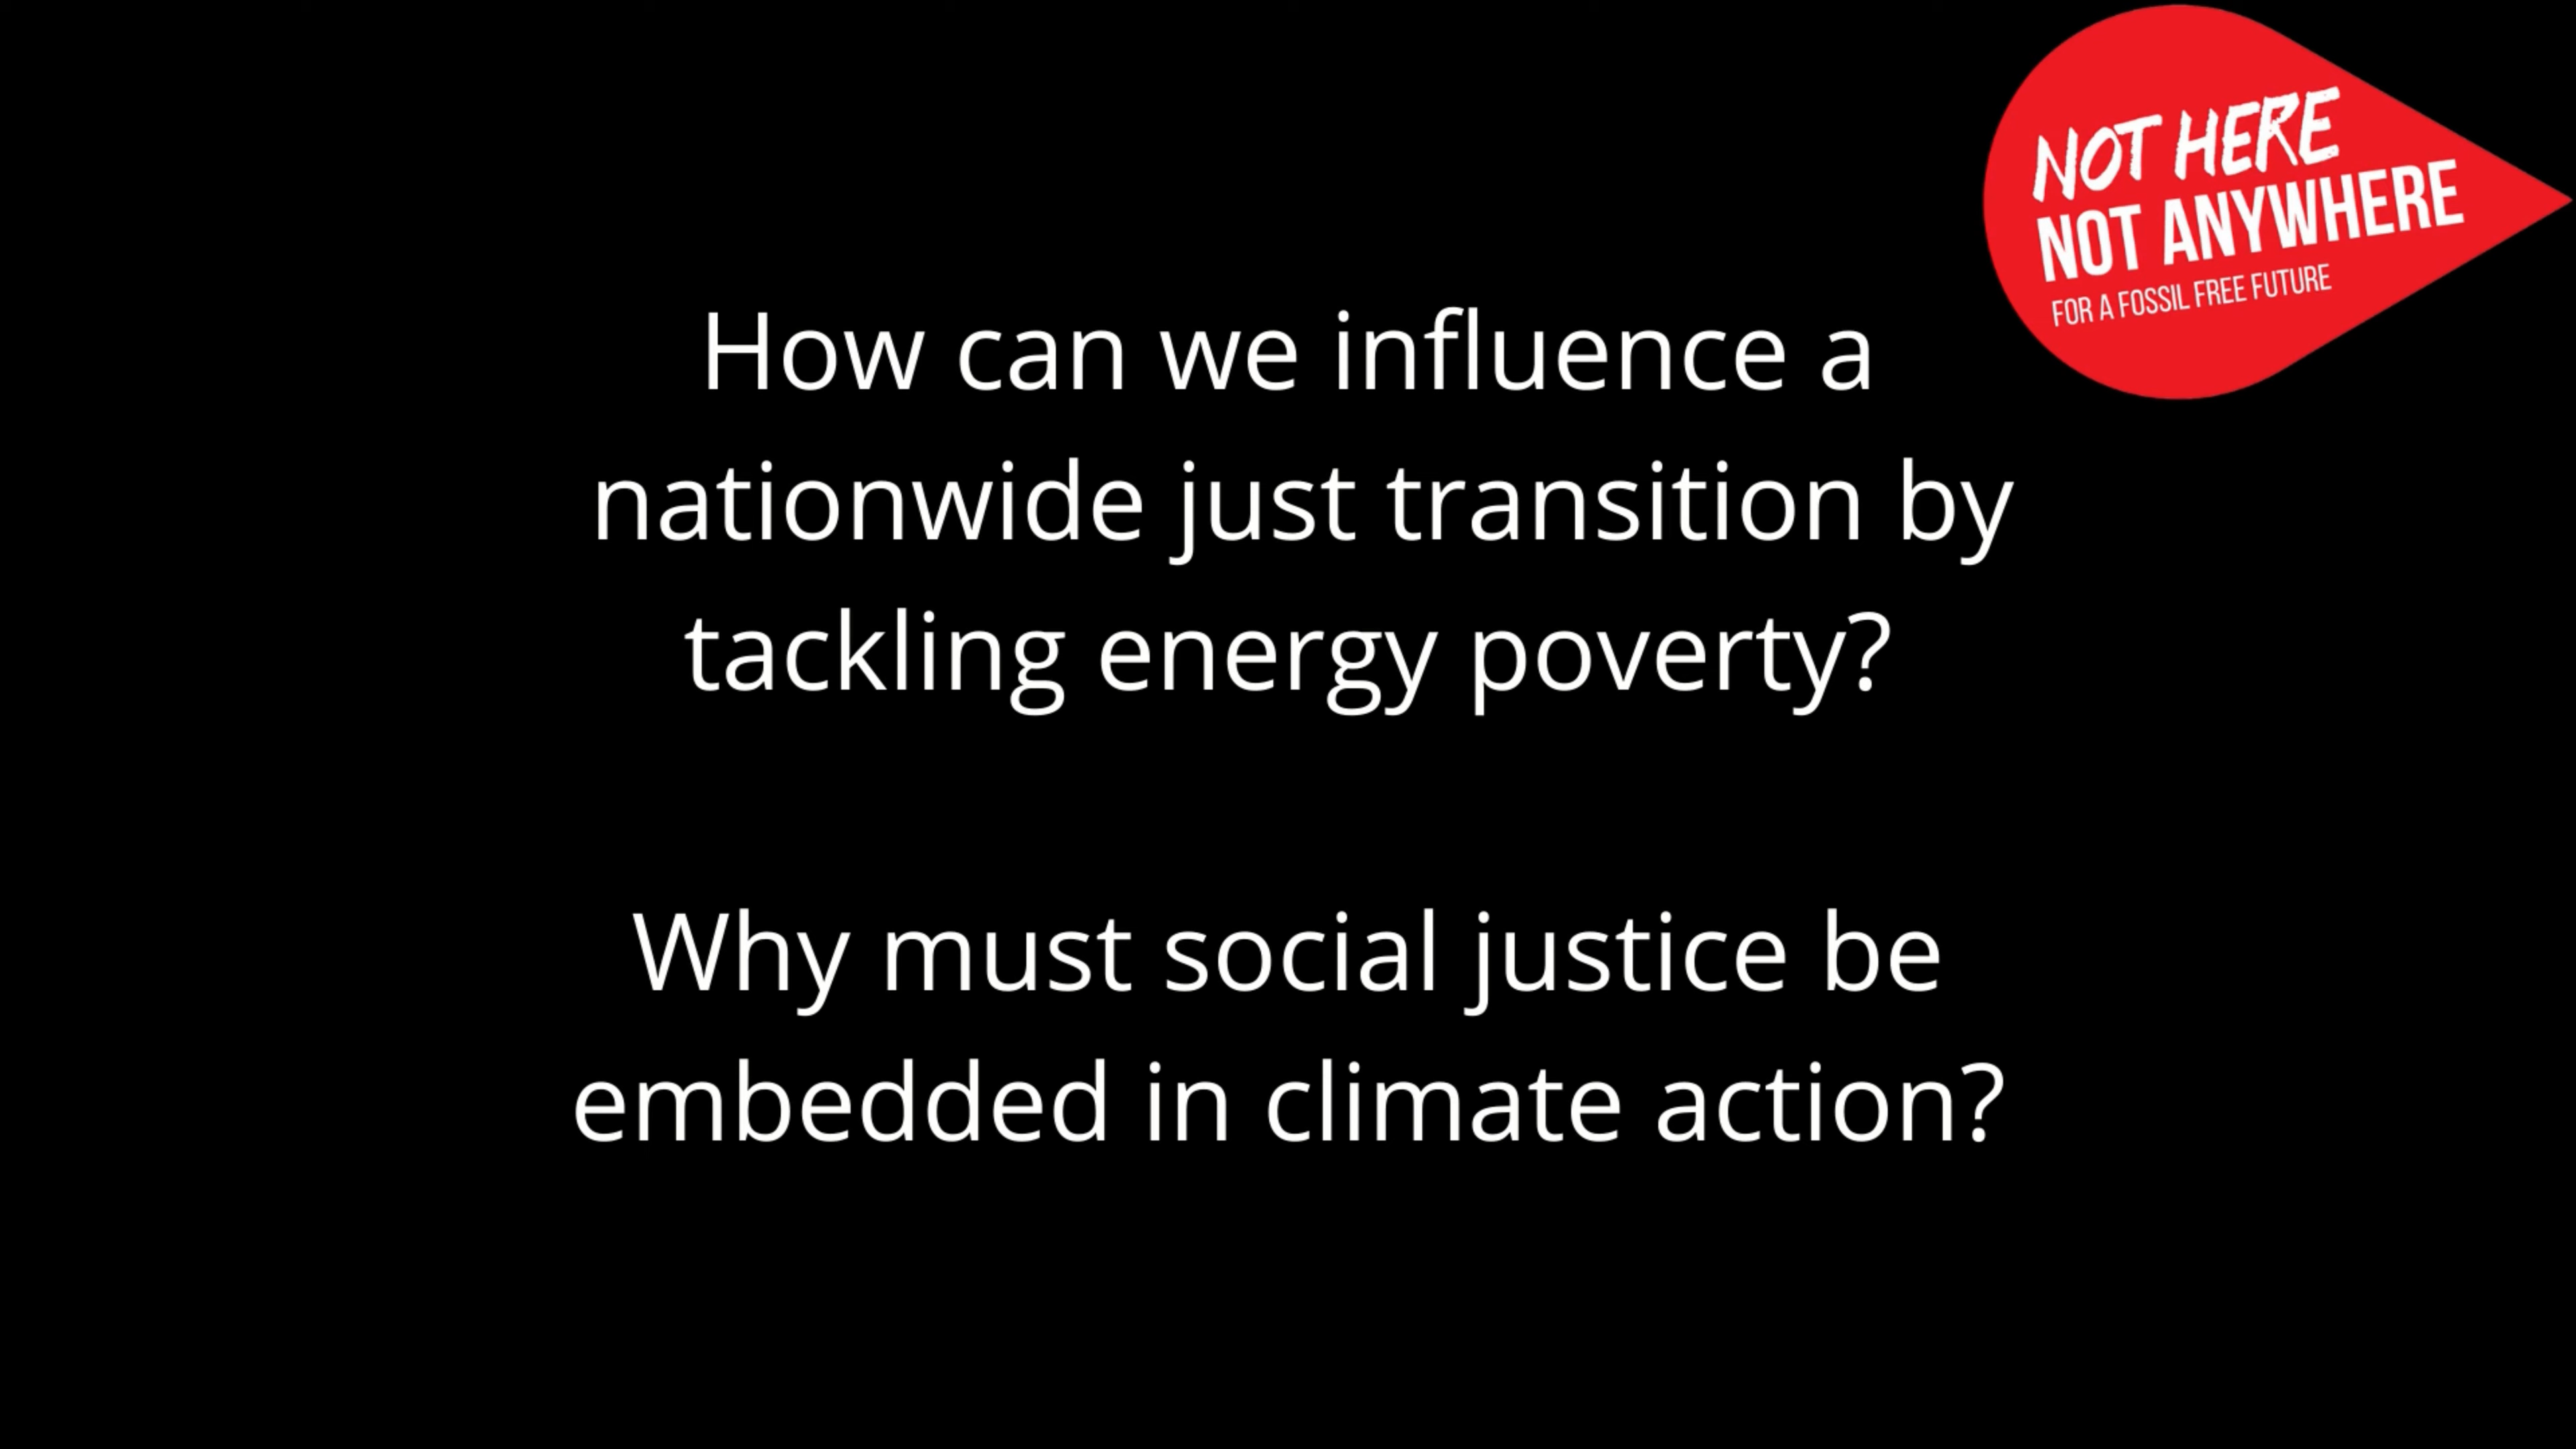 NOT HERE
NOT ANYWHERE
FOR A FOSSIL FREE FUTURE
How can we influence a
nationwide just transition by
tackling energy poverty?
Why must social justice be
embedded in climate action?